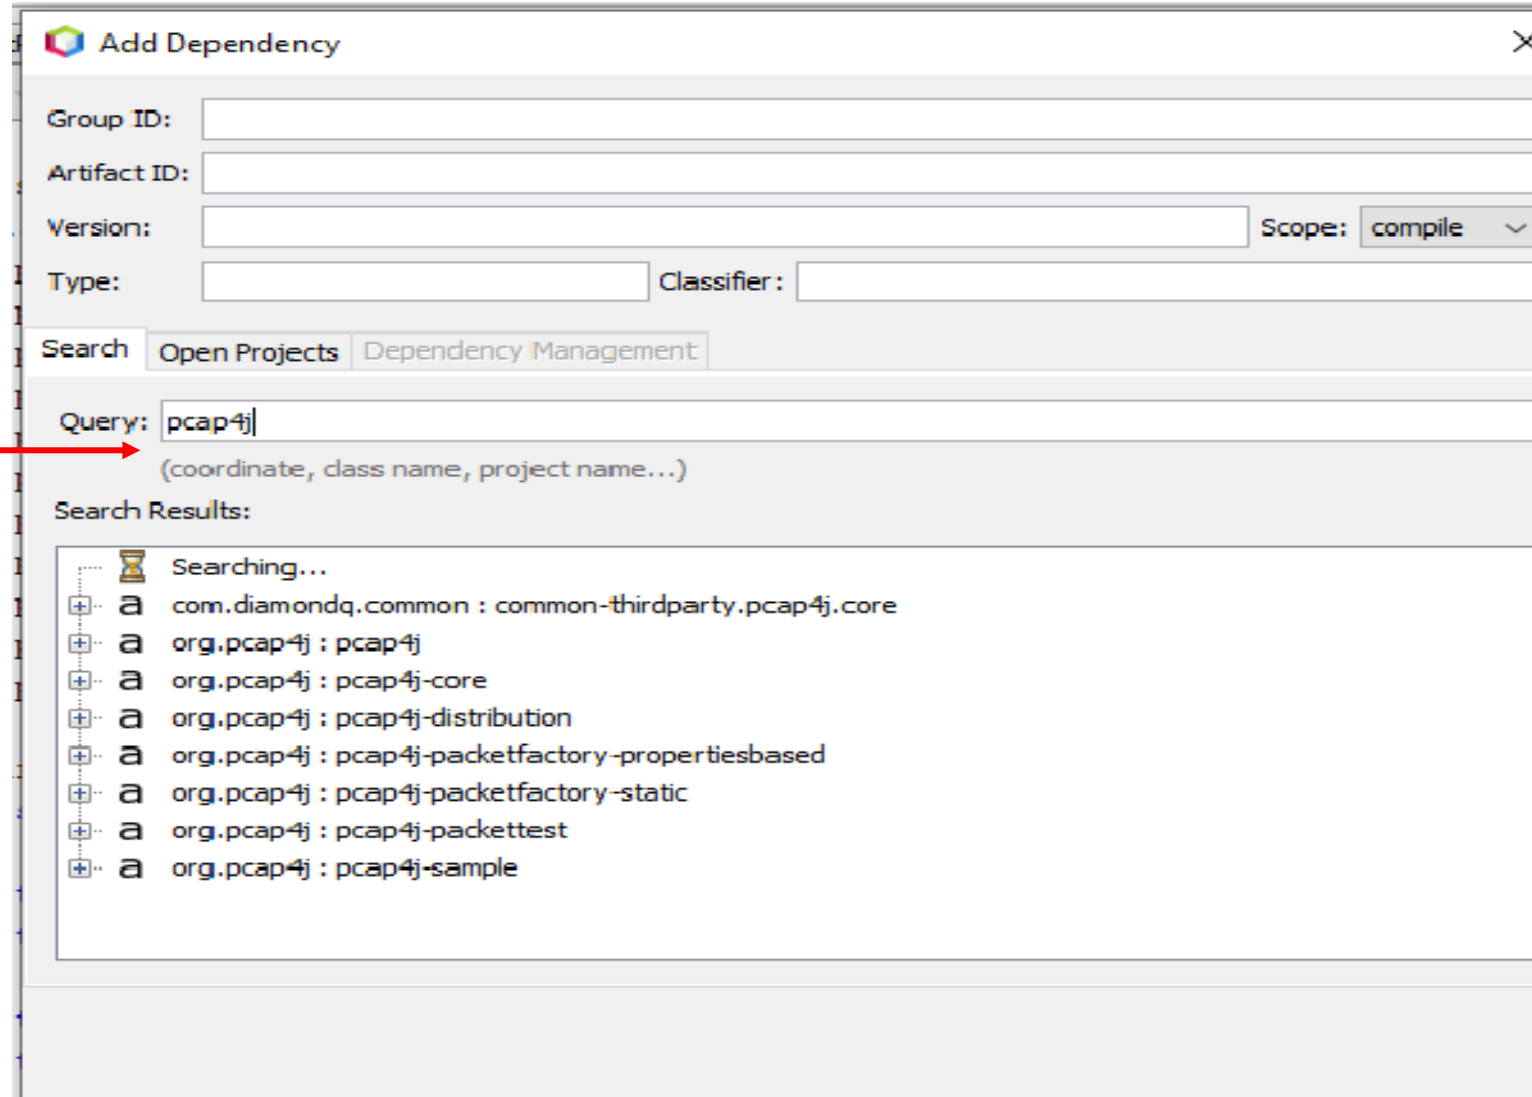 Add Dependency
Group ID:
Artifact ID:
Version: Scope: compile
Type: Classifier:
Search Open Projects Dependency Management
Query: pcap4j
(coordinate, class name, project name...)
Search Results:
Searching...
a com.diamondq.common : common-thirdparty.pcap4j.core
a org.pcap4j : pcap4j
a org.pcap4j : pcap4j-core
a org.pcap4j : pcap4j-distribution
a org.pcap4j : pcap4j-packetfactory-propertiesbased
a org.pcap4j : pcap4j-packetfactory-static
a org.pcap4j : pcap4j-packettest
a org.pcap4j : pcap4j-sample